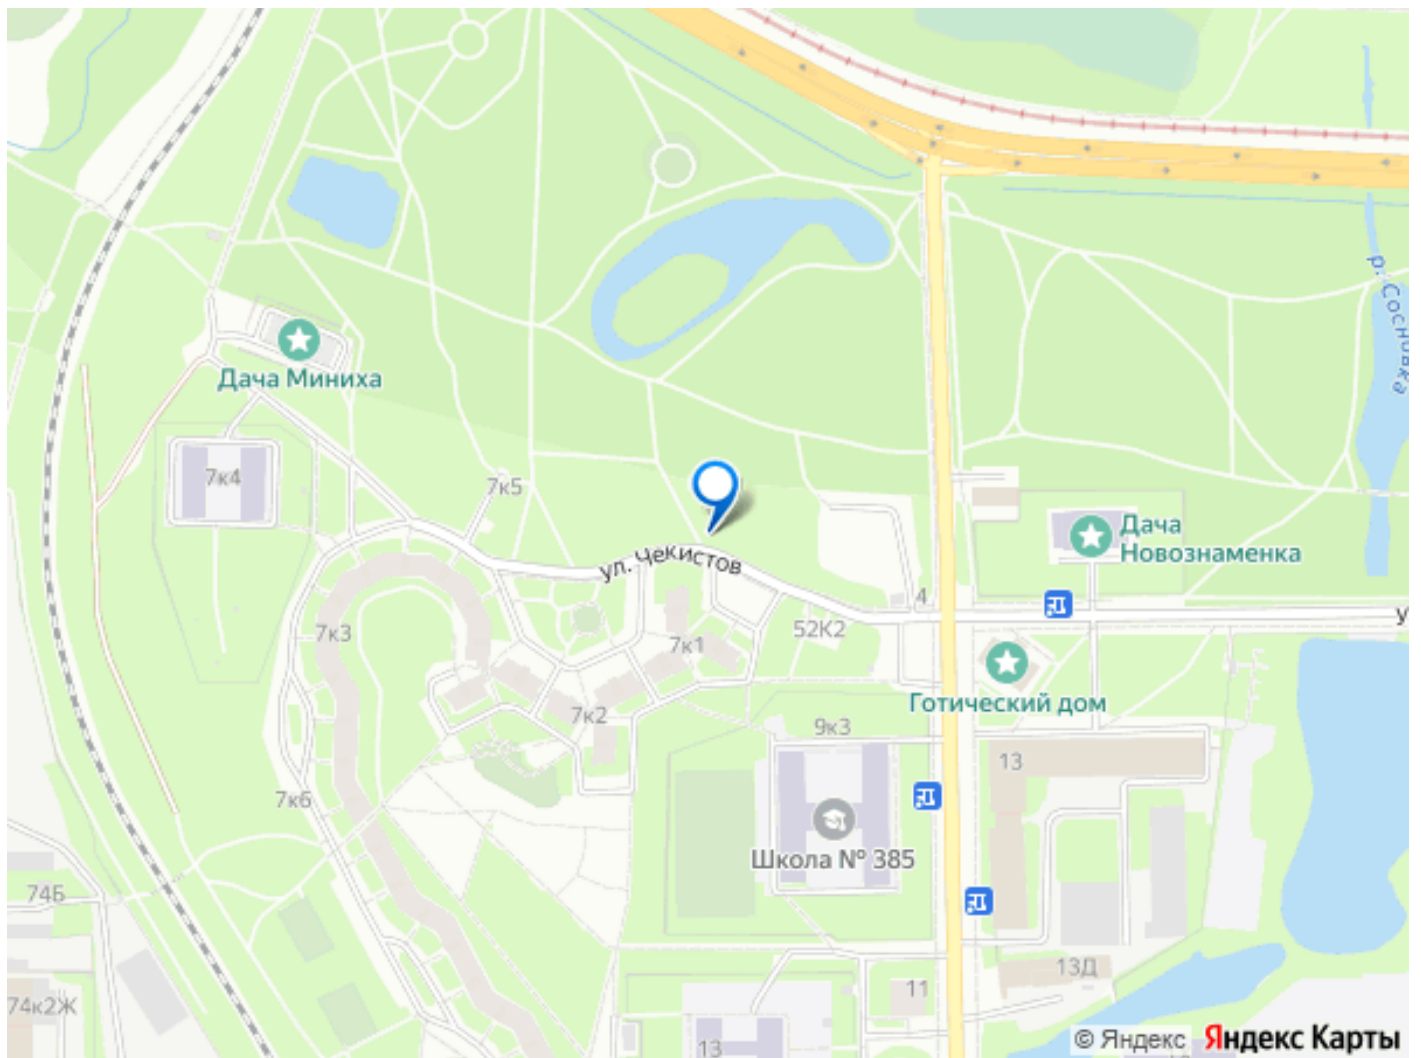 р. Сосновка
Дача Миниха
7к4
7к5
Дача
Новознаменка
ул. Чекистов
4
у
7к3
52К2
7к1
Готический дом
7к2
9к3
13
7к6
Школа № 385
74Б
13Д
11
74к2Ж
13
© Яндекс Яндекс Карты